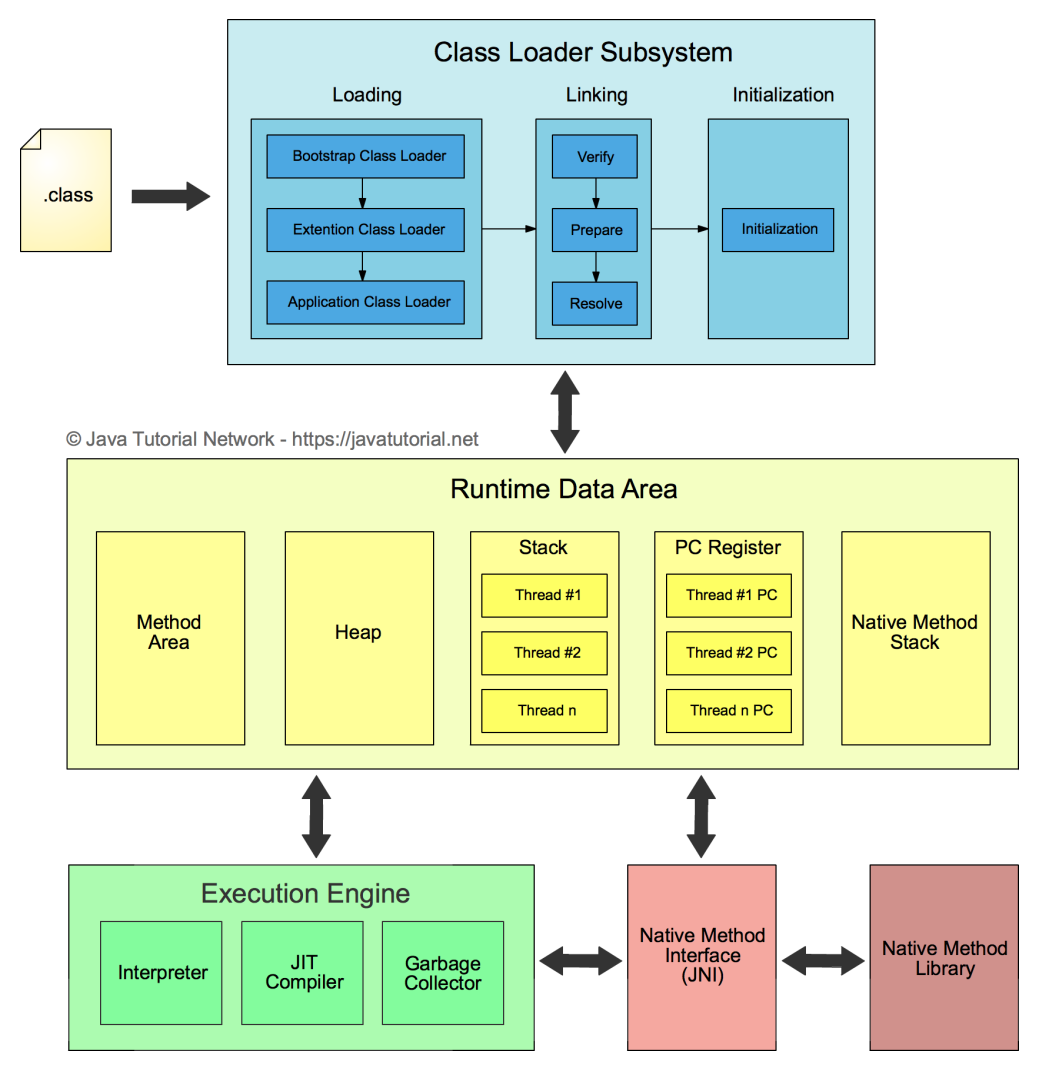 Class Loader Subsystem
Loading
Linking
Initialization
.class
Bootstrap Class Loader
Extention Class Loader
Application Class Loader
Verify
Prepare
Resolve
Initialization
© Java Tutorial Network - https://javatutorial.net
Runtime Data Area
Method
Area
Heap
Stack
Thread #1
Thread #2
Thread n
PC Register
Thread #1 PC
Thread #2 PC
Thread n PC
Native Method
Stack
Execution Engine
Interpreter
JIT
Compiler
Garbage
Collector
Native Method
Interface
(JNI)
Native Method
Library